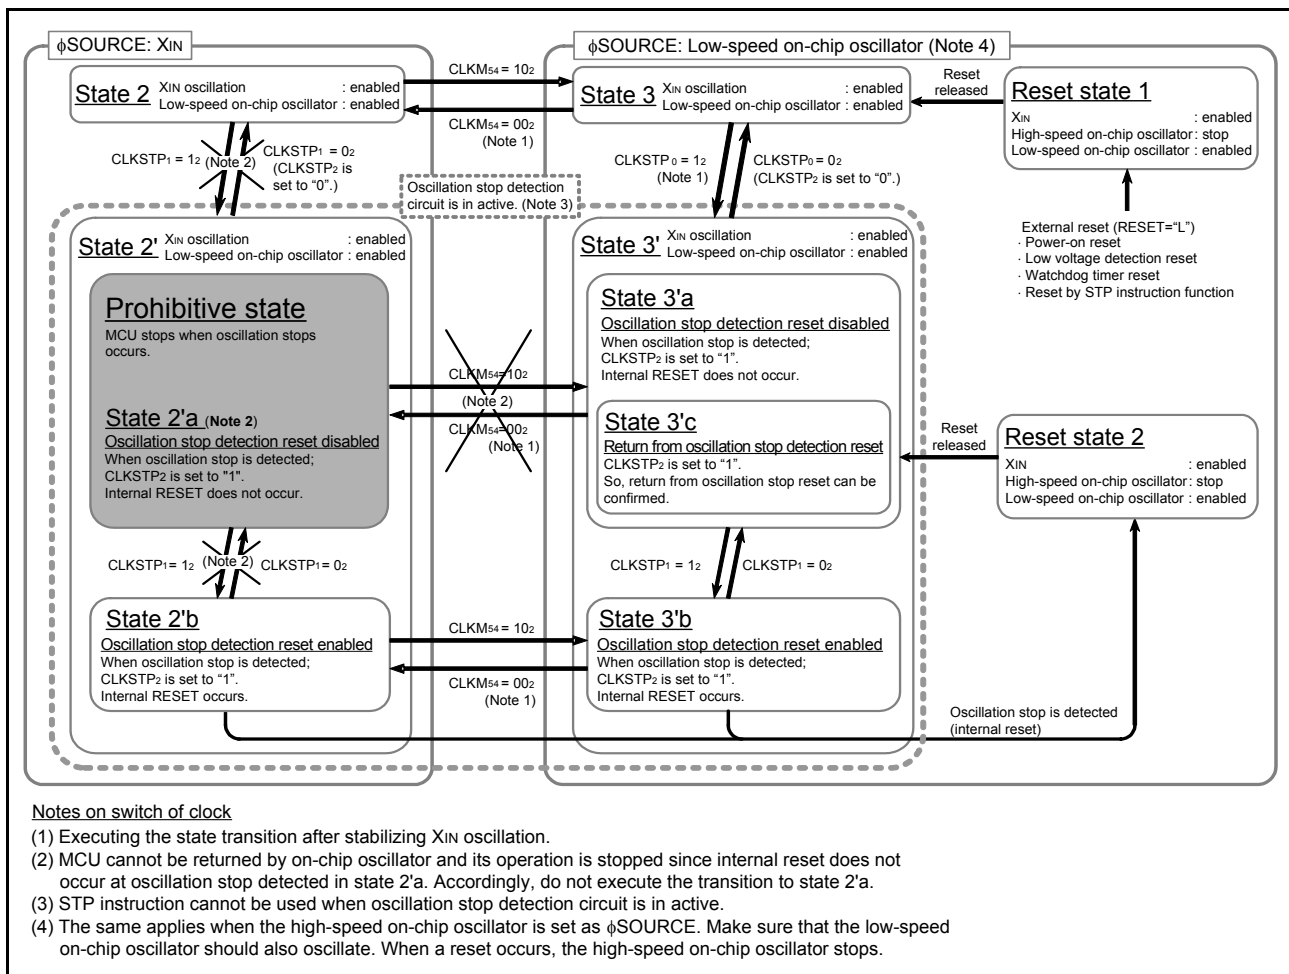 ϕSOURCE: XIN
ϕSOURCE: Low-speed on-chip oscillator (Note 4)
State 2
XIN oscillation : enabled
Low-speed on-chip oscillator : enabled
CLKM54 = 102
CLKM54 = 002
(Note 1)
State 3
XIN oscillation : enabled
Low-speed on-chip oscillator : enabled
Reset
released
Reset state 1
XIN : enabled
High-speed on-chip oscillator : stop
Low-speed on-chip oscillator : enabled
CLKSTP1 = 12
(Note 2)
CLKSTP1 = 02
(CLKSTP2 is
set to “0”.)
CLKSTP0 = 12
(Note 1)
CLKSTP0 = 02
(CLKSTP2 is set to “0”.)
Oscillation stop detection
circuit is in active. (Note 3)
External reset (RESET=“L”)
· Power-on reset
· Low voltage detection reset
· Watchdog timer reset
· Reset by STP instruction function
State 2'
XIN oscillation : enabled
Low-speed on-chip oscillator : enabled
State 3'
XIN oscillation : enabled
Low-speed on-chip oscillator : enabled
Prohibitive state
MCU stops when oscillation stops
occurs.
State 2'a (Note 2)
Oscillation stop detection reset disabled
When oscillation stop is detected;
CLKSTP2 is set to "1".
Internal RESET does not occur.
CLKM54=102
(Note 2)
CLKM54=002
(Note 1)
State 3'a
Oscillation stop detection reset disabled
When oscillation stop is detected;
CLKSTP2 is set to “1”.
Internal RESET does not occur.
State 3'c
Return from oscillation stop detection reset
CLKSTP2 is set to “1”.
So, return from oscillation stop reset can be
confirmed.
Reset
released
Reset state 2
XIN : enabled
High-speed on-chip oscillator : stop
Low-speed on-chip oscillator : enabled
CLKSTP1 = 12
(Note 2)
CLKSTP1 = 02
CLKSTP1 = 12
CLKSTP1 = 02
State 2'b
Oscillation stop detection reset enabled
When oscillation stop is detected;
CLKSTP2 is set to “1”.
Internal RESET occurs.
CLKM54 = 102
CLKM54 = 002
(Note 1)
State 3'b
Oscillation stop detection reset enabled
When oscillation stop is detected;
CLKSTP2 is set to “1”.
Internal RESET occurs.
Oscillation stop is detected
(internal reset)
Notes on switch of clock
(1) Executing the state transition after stabilizing XIN oscillation.
(2) MCU cannot be returned by on-chip oscillator and its operation is stopped since internal reset does not
occur at oscillation stop detected in state 2'a. Accordingly, do not execute the transition to state 2'a.
(3) STP instruction cannot be used when oscillation stop detection circuit is in active.
(4) The same applies when the high-speed on-chip oscillator is set as ϕSOURCE. Make sure that the low-speed
on-chip oscillator should also oscillate. When a reset occurs, the high-speed on-chip oscillator stops.